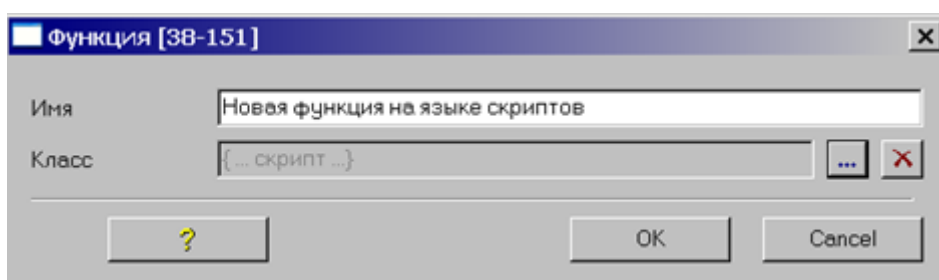 Функция [38-151]
Имя Новая функция на языке скриптов
Класс { ... скрипт ...} ...
? OK Cancel